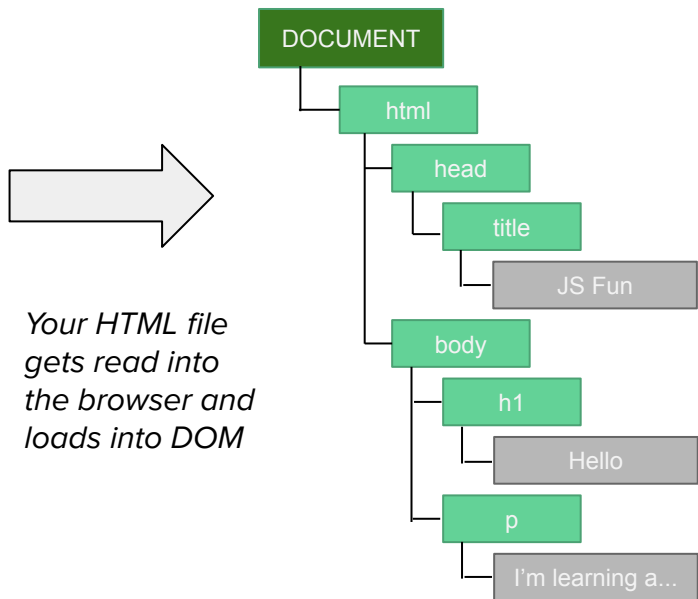 DOCUMENT
html
head
title
JS Fun
Your HTML file
gets read into
the browser and
loads into DOM
body
h1
Hello
p
I'm learning a...